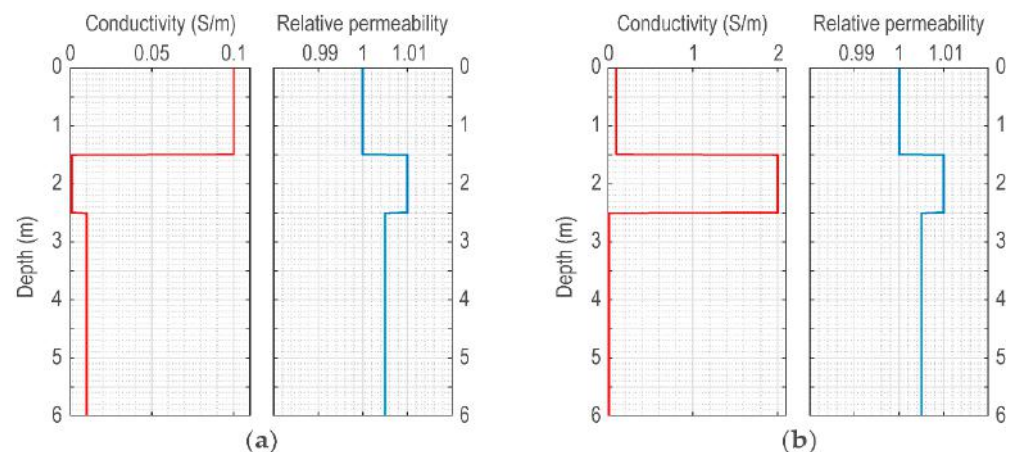 Conductivity (S/m) Relative permeability
0 0.05 0.1 0.99 1 1.01
0 0
1 1
2 2
Depth (m)
3 3
4 4
5 5
6 6
(a)
Conductivity (S/m) Relative permeability
0 1 2 0.99 1 1.01
0 0
1 1
2 2
Depth (m)
3 3
4 4
5 5
6 6
(b)